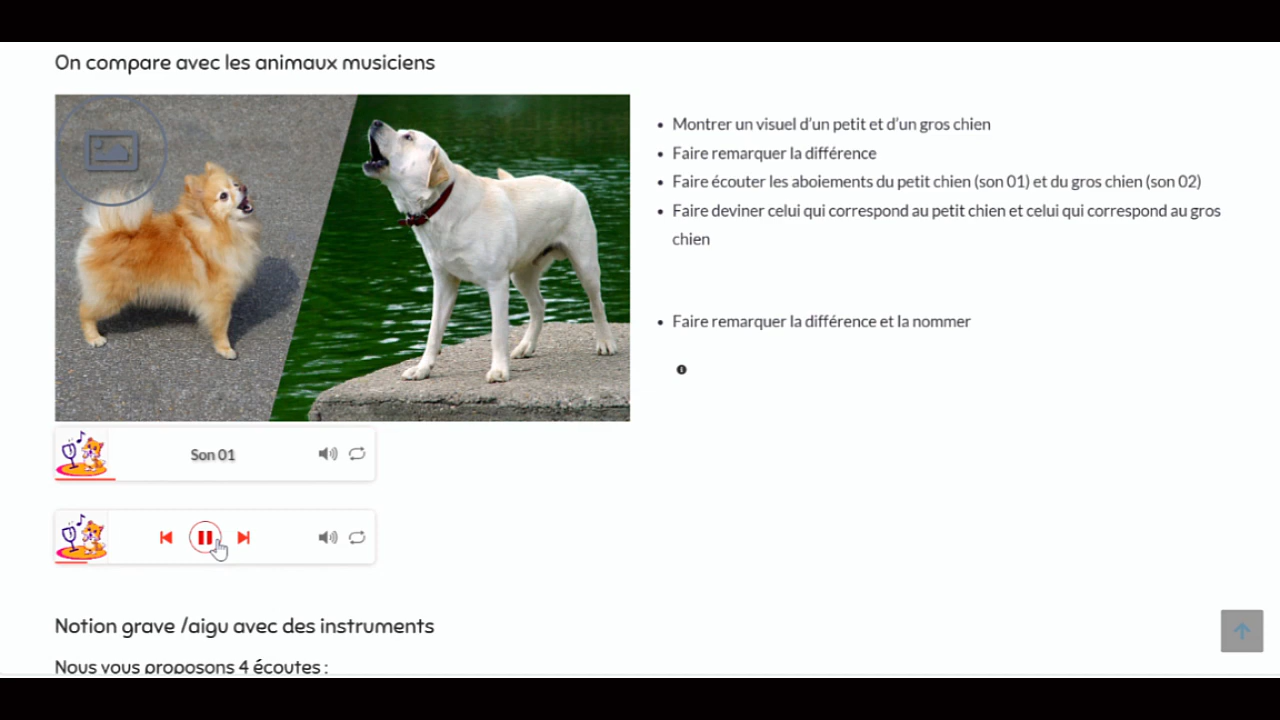 On compare avec les animaux musiciens
Montrer un visuel d'un petit et d'un gros chien
Faire remarquer la différence
Faire écouter les aboiements du petit chien (son 01) et du gros chien (son 02)
Faire deviner celui qui correspond au petit chien et celui qui correspond au gros
chien
Faire remarquer la différence et la nommer
Son 01
Notion grave /aigu avec des instruments
Nous vous proposons 4 écoutes :